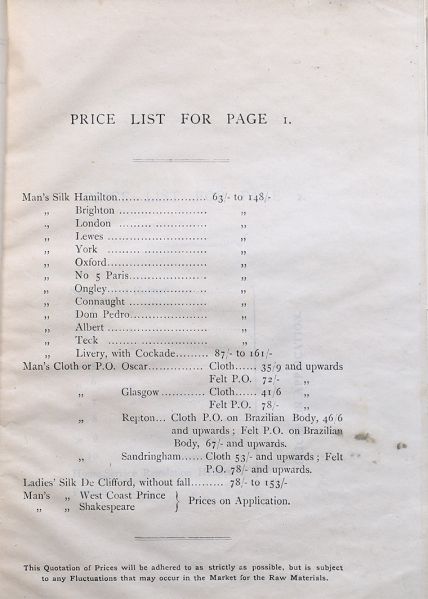 PRICE LIST FOR PAGE 1.
Man's Silk Hamilton........................ 63/- to 148/-
„ Brighton ........................ „
„ London ........................ „
„ Lewes ........................... „
„ York ........................... „
„ Oxford........................... „
„ No 5 Paris..................... „
„ Ongley........................... „
„ Connaught ..................... „
„ Dom Pedro..................... „
„ Albert ........................... „
„ Teck ........................... „
„ Livery, with Cockade......... 87/- to 161/-
Man's Cloth or P.O. Oscar............... Cloth...... 35/9 and upwards
Felt P.O. 72/- „
„ Glasgow ............ Cloth...... 41/6 „
Felt P.O. 78/- „
„ Repton... Cloth P.O. on Brazilian Body, 46/6
and upwards ; Felt P.O. on Brazilian
Body, 67/- and upwards.
„ Sandringham...... Cloth 53/- and upwards ; Felt
P.O. 78/- and upwards.
Ladies' Silk De Clifford, without fall......... 78/- to 153/-
Man's „ West Coast Prince } Prices on Application.
„ „ Shakespeare
This Quotation of Prices will be adhered to as strictly as possible, but is subject
to any Fluctuations that may occur in the Market for the Raw Materials.